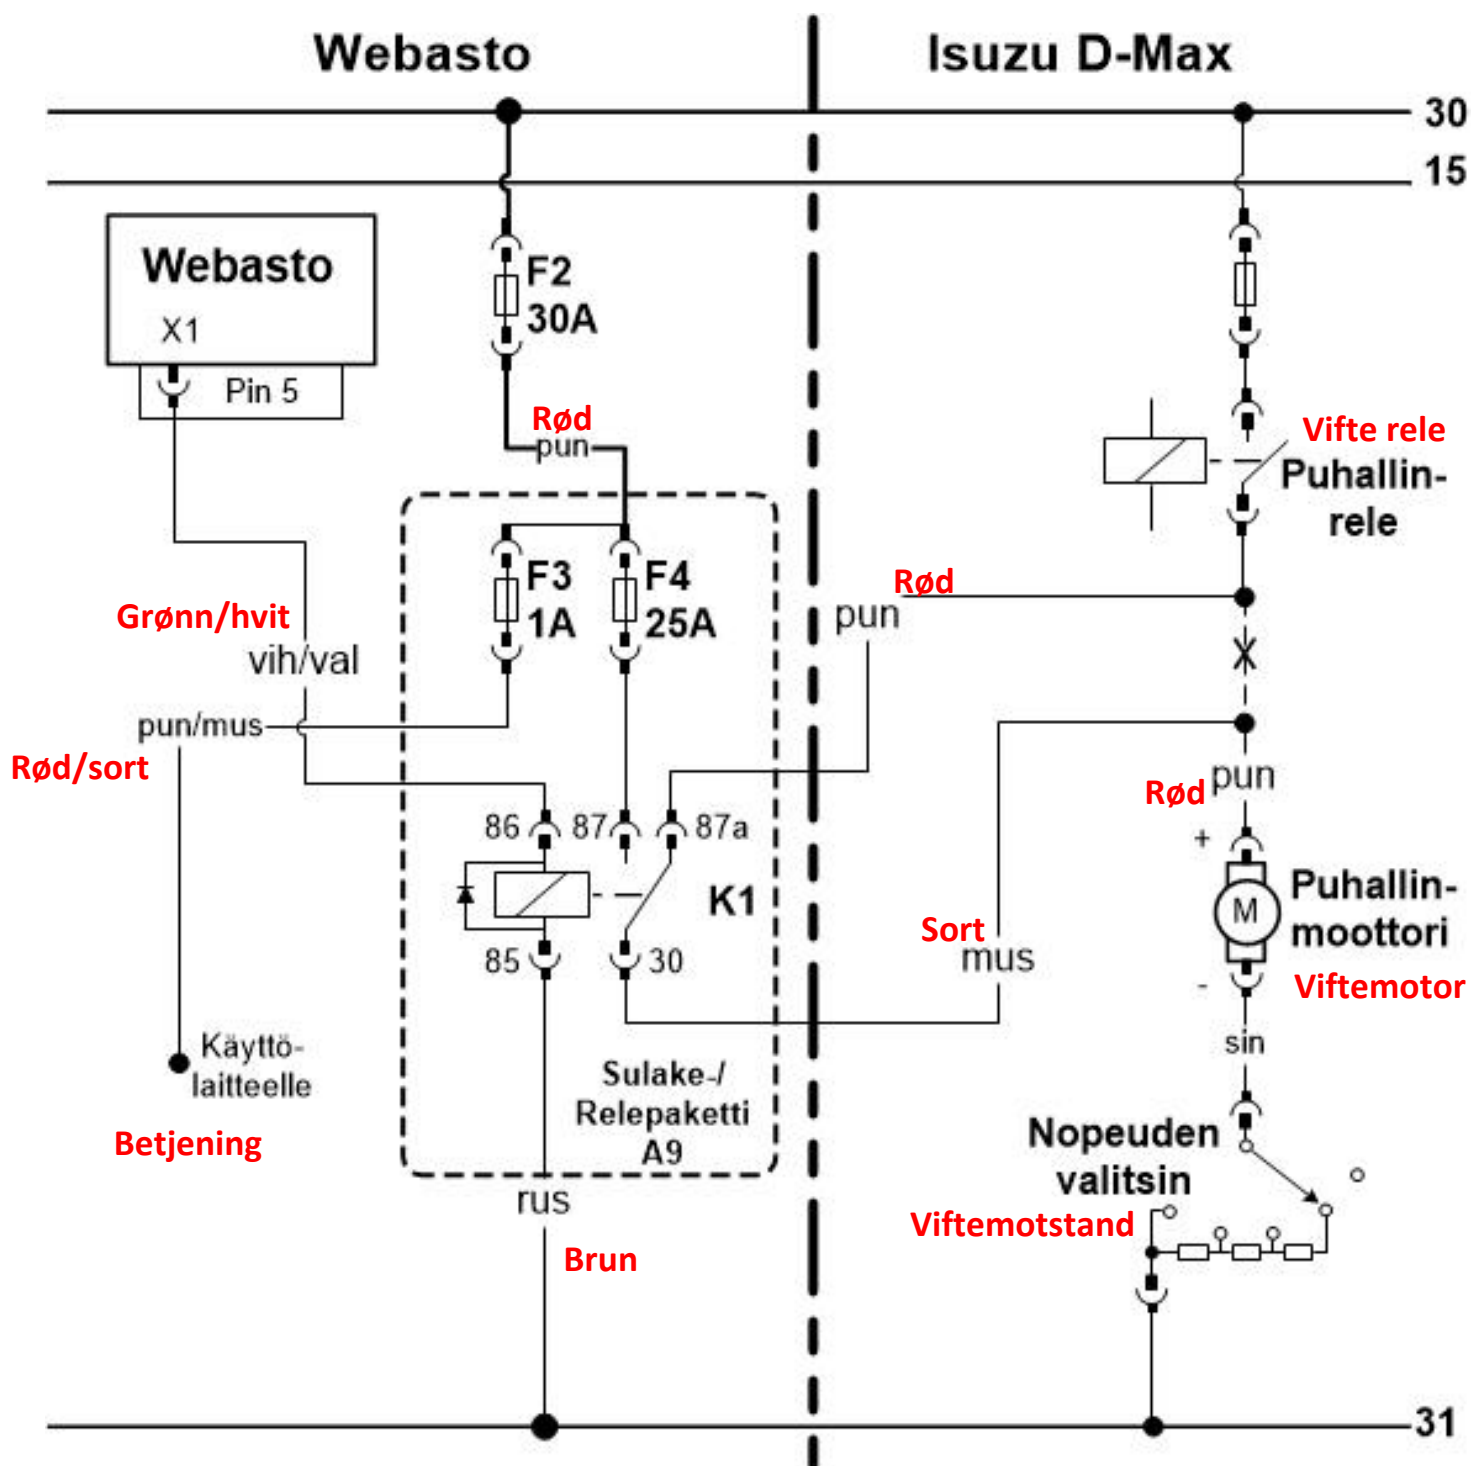 Webasto
Isuzu D-Max
30
15
Webasto
X1
Pin 5
F2
30A
Rød
pun
Vifte rele
Puhallin-
rele
F3
1A
F4
25A
Rød
pun
Grønn/hvit
vih/val
pun/mus
Rød/sort
Rød
pun
86
87
87a
+
K1
M
Puhallin-
moottori
85
30
Sort
mus
-
Viftemotor
sin
Käyttö-
laitteelle
Betjening
Sulake-/
Relepaketti
A9
Nopeuden
valitsin
Viftemotstand
rus
Brun
31